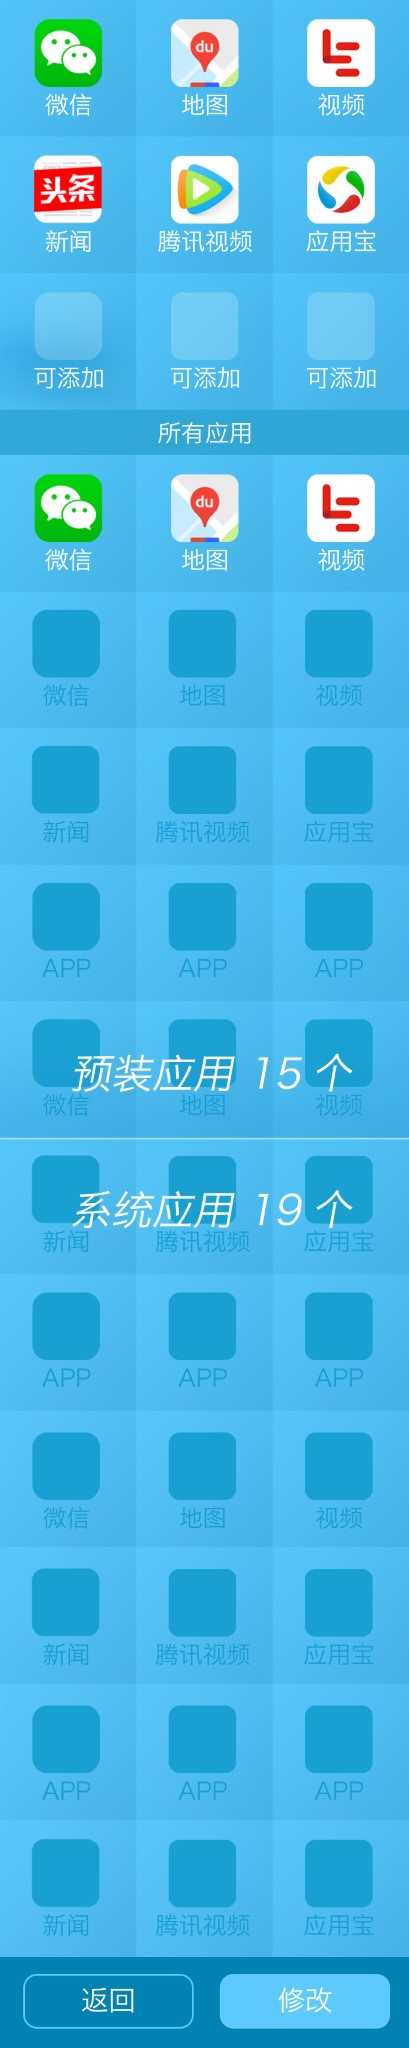 du
微信 地图 视频
头条
新闻 腾讯视频 应用宝
可添加 可添加 可添加
所有应用
du
微信 地图 视频
微信 地图 视频
新闻 腾讯视频 应用宝
APP APP APP
预装应用 15 个
微信 地图 视频
系统应用 19 个
新闻 腾讯视频 应用宝
APP APP APP
微信 地图 视频
新闻 腾讯视频 应用宝
APP APP APP
新闻 腾讯视频 应用宝
返回 修改